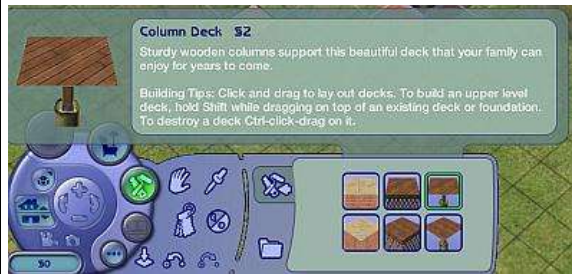 Column Deck §2
Sturdy wooden columns support this beautiful deck that your family can
enjoy for years to come.
Building Tips: Click and drag to lay out decks. To build an upper level
deck, hold Shift while dragging on top of an existing deck or foundation.
To destroy a deck Ctrl-click-drag on it.
§0